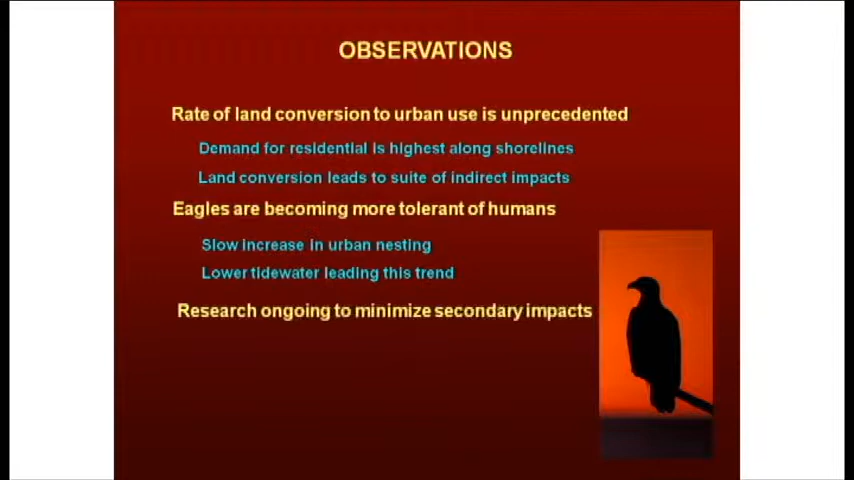 OBSERVATIONS
Rate of land conversion to urban use is unprecedented
Demand for residential is highest along shorelines
Land conversion leads to suite of indirect impacts
Eagles are becoming more tolerant of humans
Slow increase in urban nesting
Lower tidewater leading this trend
Research ongoing to minimize secondary impacts